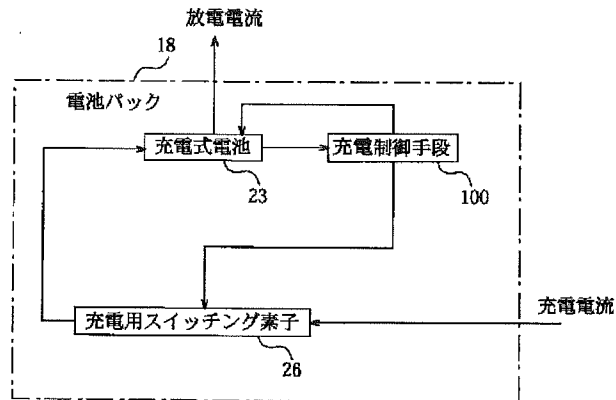 放電電流
18
電池パック
充電式電池
充電制御手段
23
100
充電電流
充電用スイッチング素子
26